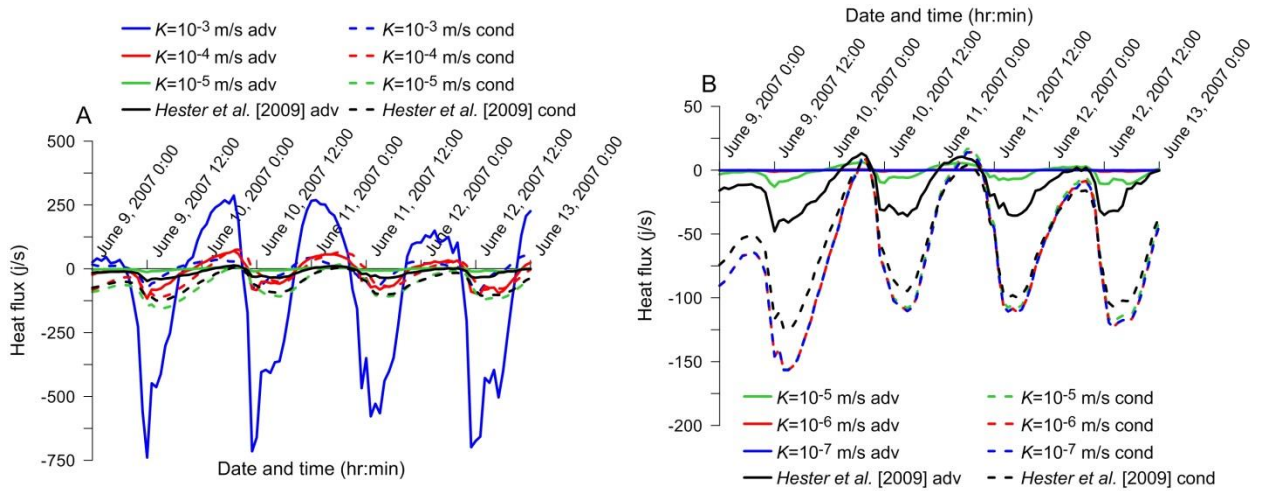 K=10-3 m/s adv
K=10-3 m/s cond
K=10-4 m/s adv
K=10-4 m/s cond
K=10-5 m/s adv
K=10-5 m/s cond
Hester et al. [2009] adv
Hester et al. [2009] cond
A
500
250
0
-250
-500
-750
Heat flux (j/s)
June 9, 2007 0:00
June 9, 2007 12:00
June 10, 2007 0:00
June 10, 2007 12:00
June 11, 2007 0:00
June 11, 2007 12:00
June 12, 2007 0:00
June 12, 2007 12:00
June 13, 2007 0:00
Date and time (hr:min)
Date and time (hr:min)
B
June 9, 2007 0:00
June 9, 2007 12:00
June 10, 2007 0:00
June 10, 2007 12:00
June 11, 2007 0:00
June 11, 2007 12:00
June 12, 2007 0:00
June 12, 2007 12:00
June 13, 2007 0:00
50
0
-50
-100
-150
-200
Heat flux (j/s)
K=10-5 m/s adv
K=10-5 m/s cond
K=10-6 m/s adv
K=10-6 m/s cond
K=10-7 m/s adv
K=10-7 m/s cond
Hester et al. [2009] adv
Hester et al. [2009] cond